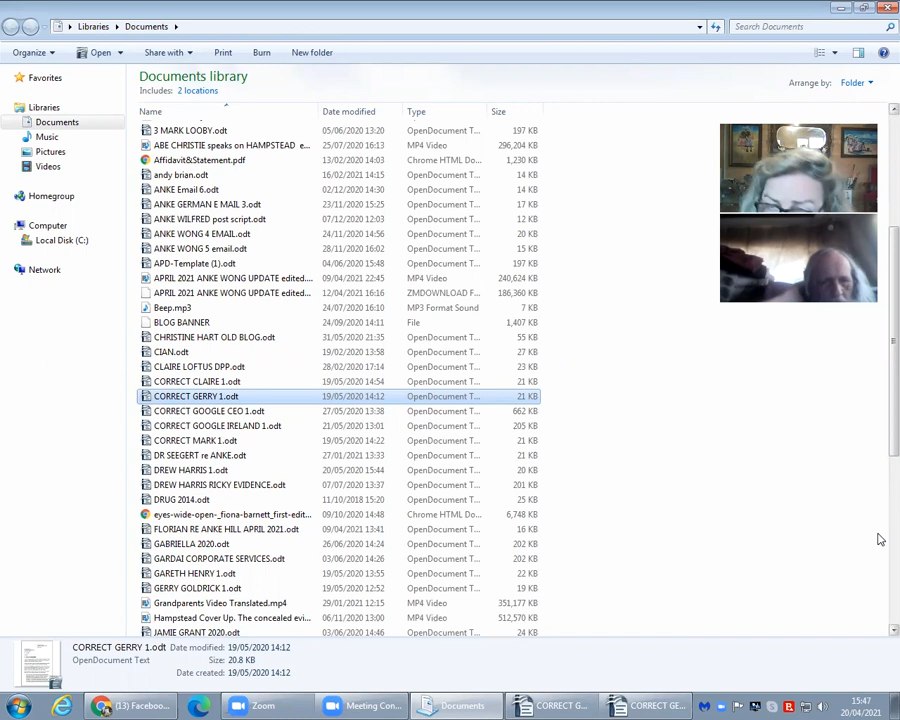 Libraries Documents
Search Documents
Organize Open Share with Print Burn New folder
Favorites
Libraries
Documents
Music
Pictures
Videos
Homegroup
Computer
Local Disk (C:)
Network
Documents library
Includes: 2 locations
Arrange by: Folder
Name Date modified Type Size
3 MARK LOOBY.odt 05/06/2020 13:20 OpenDocument T... 197 KB
ABE CHRISTIE speaks on HAMPSTEAD e... 25/07/2020 16:13 MP4 Video 296,204 KB
Affidavit&Statement.pdf 13/02/2020 14:03 Chrome HTML Do... 1,230 KB
andy brian.odt 16/02/2021 14:15 OpenDocument T... 14 KB
ANKE Email 6.odt 02/12/2020 14:30 OpenDocument T... 14 KB
ANKE GERMAN E MAIL 3.odt 23/11/2020 15:25 OpenDocument T... 17 KB
ANKE WILFRED post script.odt 07/12/2020 12:03 OpenDocument T... 12 KB
ANKE WONG 4 EMAIL.odt 24/11/2020 14:56 OpenDocument T... 20 KB
ANKE WONG 5 email.odt 28/11/2020 16:02 OpenDocument T... 15 KB
APD-Template (1).odt 04/06/2020 15:48 OpenDocument T... 197 KB
APRIL 2021 ANKE WONG UPDATE edited.... 09/04/2021 22:45 MP4 Video 240,624 KB
APRIL 2021 ANKE WONG UPDATE edited.... 12/04/2021 16:16 ZMDOWNLOAD F... 186,360 KB
Beep.mp3 24/07/2020 16:10 MP3 Format Sound 7 KB
BLOG BANNER 24/09/2020 14:11 File 1,407 KB
CHRISTINE HART OLD BLOG.odt 31/05/2020 21:35 OpenDocument T... 55 KB
CIAN.odt 19/02/2020 13:58 OpenDocument T... 27 KB
CLAIRE LOFTUS DPP.odt 28/02/2020 17:14 OpenDocument T... 23 KB
CORRECT CLAIRE 1.odt 19/05/2020 14:54 OpenDocument T... 21 KB
CORRECT GERRY 1.odt 19/05/2020 14:12 OpenDocument T... 21 KB
CORRECT GOOGLE CEO 1.odt 27/05/2020 13:38 OpenDocument T... 662 KB
CORRECT GOOGLE IRELAND 1.odt 21/05/2020 13:01 OpenDocument T... 205 KB
CORRECT MARK 1.odt 19/05/2020 14:22 OpenDocument T... 21 KB
DR SEEGERT re ANKE.odt 27/01/2021 13:33 OpenDocument T... 21 KB
DREW HARRIS 1.odt 20/05/2020 15:44 OpenDocument T... 20 KB
DREW HARRIS RICKY EVIDENCE.odt 07/07/2020 13:37 OpenDocument T... 201 KB
DRUG 2014.odt 11/10/2018 15:20 OpenDocument T... 25 KB
eyes-wide-open-_fiona-barnett_first-edit... 09/10/2020 14:48 Chrome HTML Do... 6,748 KB
FLORIAN RE ANKE HILL APRIL 2021.odt 09/04/2021 13:41 OpenDocument T... 16 KB
GABRIELLA 2020.odt 26/06/2020 14:24 OpenDocument T... 202 KB
GARDAI CORPORATE SERVICES.odt 03/06/2020 14:26 OpenDocument T... 202 KB
GARETH HENRY 1.odt 19/05/2020 13:55 OpenDocument T... 22 KB
GERRY GOLDRICK 1.odt 19/05/2020 12:52 OpenDocument T... 19 KB
Grandparents Video Translated.mp4 29/01/2021 12:15 MP4 Video 351,177 KB
Hampstead Cover Up. The concealed evi... 06/11/2020 13:00 MP4 Video 512,570 KB
JAMIE GRANT 2020.odt 03/06/2020 14:46 OpenDocument T... 24 KB
CORRECT GERRY 1.odt Date modified: 19/05/2020 14:12
OpenDocument Text Size: 20.8 KB
Date created: 19/05/2020 14:12
(13) Faceboo... Zoom Meeting Con... Documents CORRECT G... CORRECT GE...
15:47
20/04/2021